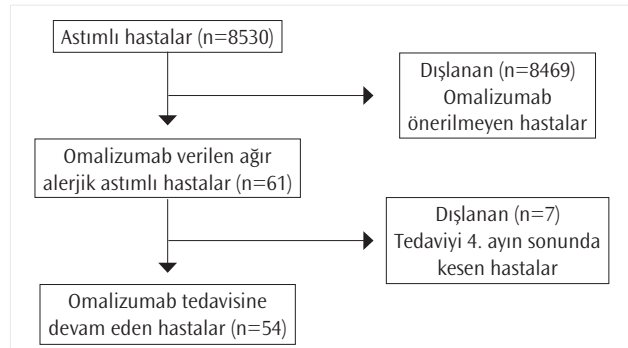 Astımlı hastalar (n=8530)
Dışlanan (n=8469)
Omalizumab
önerilmeyen hastalar
Omalizumab verilen ağır
alerjik astımlı hastalar (n=61)
Dışlanan (n=7)
Tedaviyi 4. ayın sonunda
kesen hastalar
Omalizumab tedavisine
devam eden hastalar (n=54)